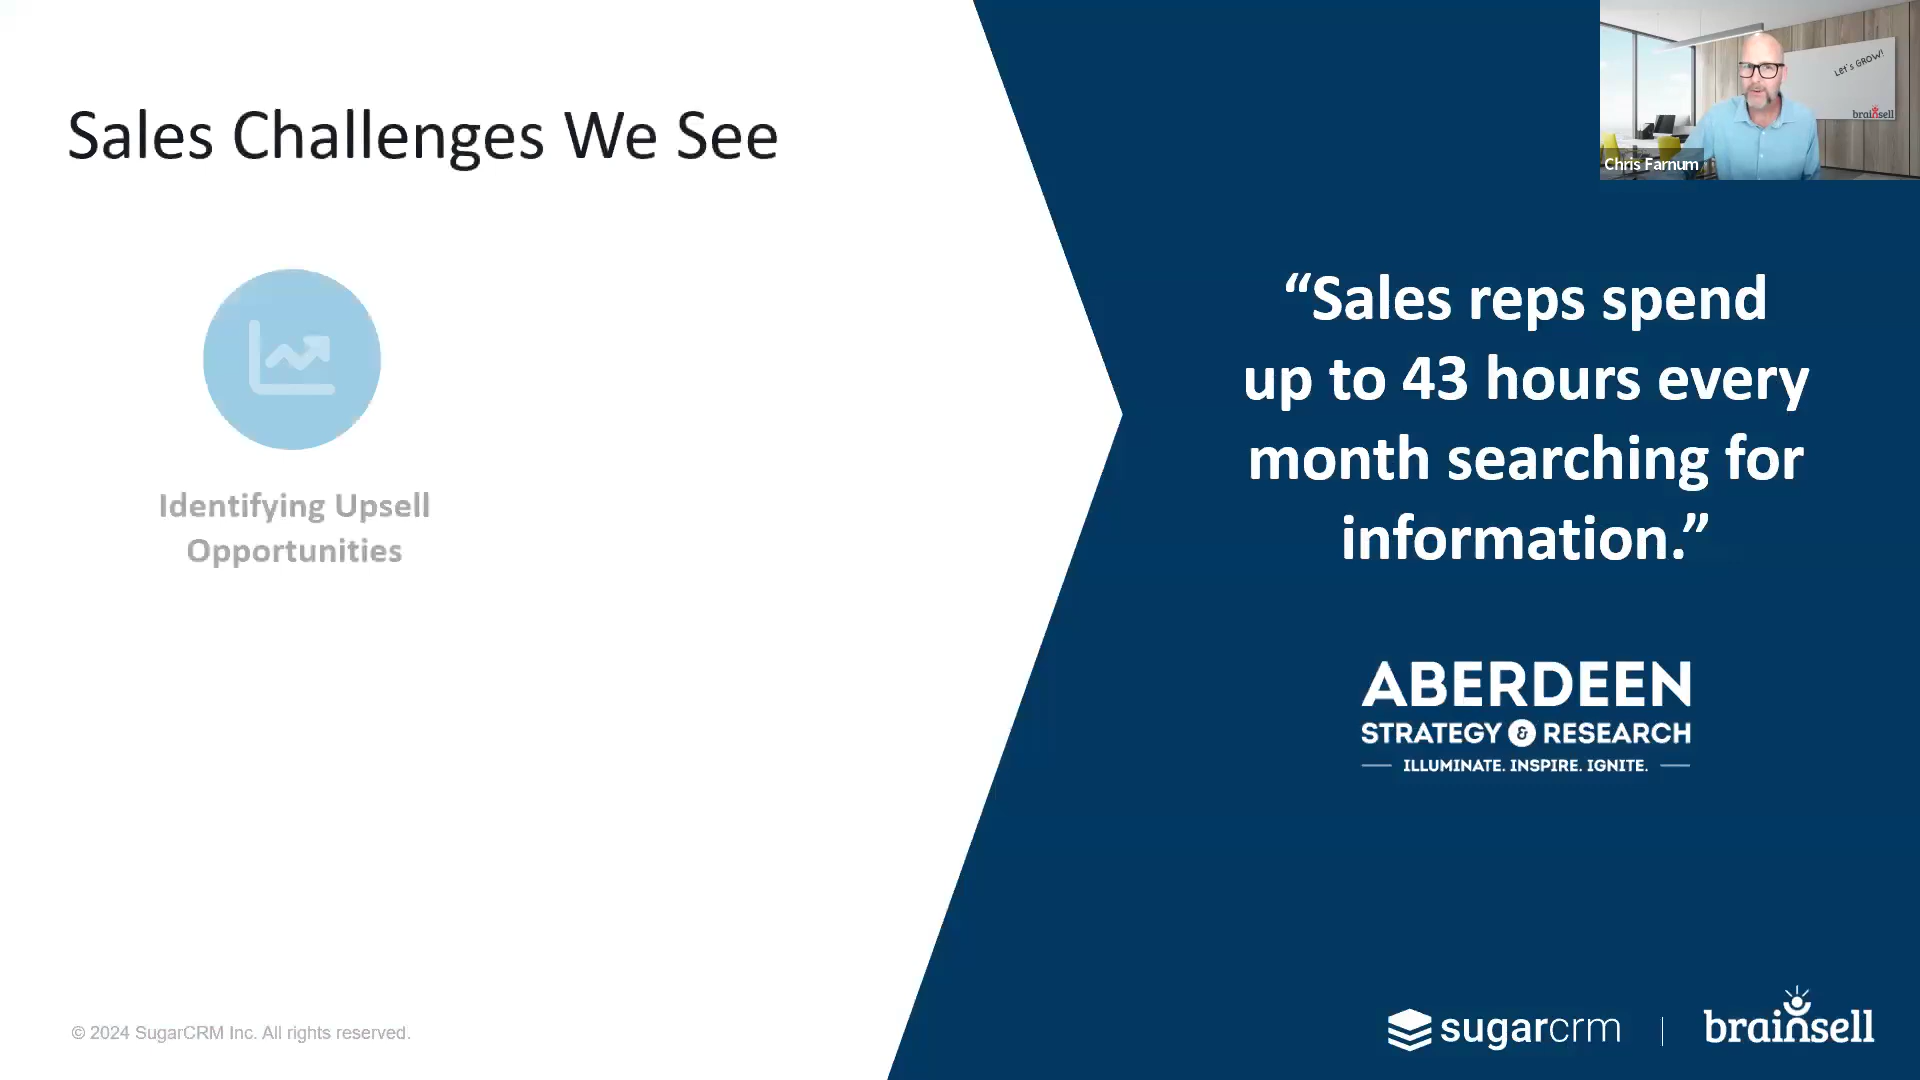 Sales Challenges We See
Identifying Upsell
Opportunities
“Sales reps spend
up to 43 hours every
month searching for
information.”
ABERDEEN
STRATEGY & RESEARCH
ILLUMINATE. INSPIRE. IGNITE.
LET'S GROW!
brainsell
Chris Farnum
© 2024 SugarCRM Inc. All rights reserved.
sugarcrm | brainsell